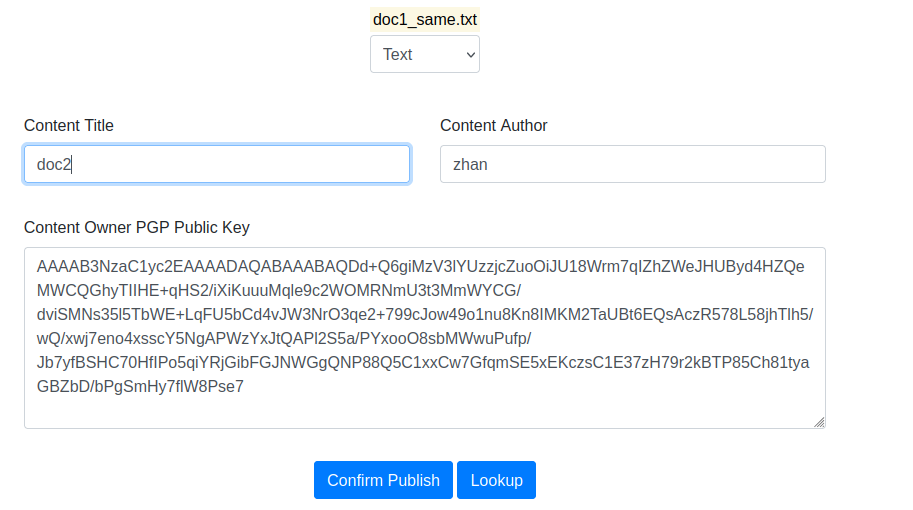 doc1_same.txt
Text
Content Title
Content Author
doc2
zhan
Content Owner PGP Public Key
AAAAB3NzaC1yc2EAAAADAQABAAABAQDd+Q6giMzV3lYUzzjcZuoOiJU18Wrm7qIZhZWeJHUByd4HZQe
MWCQGhyTIIHE+qHS2/iXiKuuuMqle9c2WOMRNmU3t3MmWYCG/
dviSMNs35l5TbWE+LqFU5bCd4vJW3NrO3qe2+799cJow49o1nu8Kn8IMKM2TaUBt6EQsAczR578L58jhTlh5/
wQ/xwj7eno4xsscY5NgAPWzYxJtQAPl2S5a/PYxooO8sbMWwuPufp/
Jb7yfBSHC70HfIPo5qiYRjGibFGJNWGgQNP88Q5C1xxCw7GfqmSE5xEKczsC1E37zH79r2kBTP85Ch81tya
GBZbD/bPgSmHy7flW8Pse7
Confirm Publish
Lookup